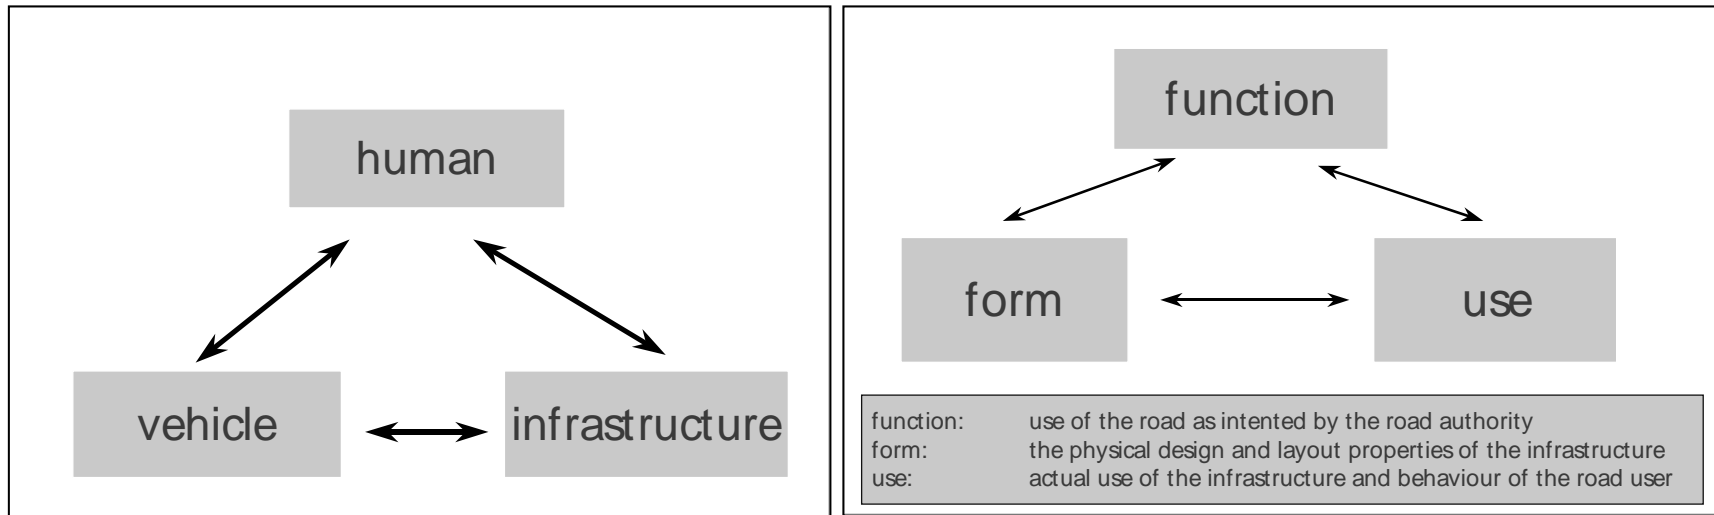 human
vehicle
infrastructure
function
form
use
function: use of the road as intented by the road authority
form: the physical design and layout properties of the infrastructure
use: actual use of the infrastructure and behaviour of the road user